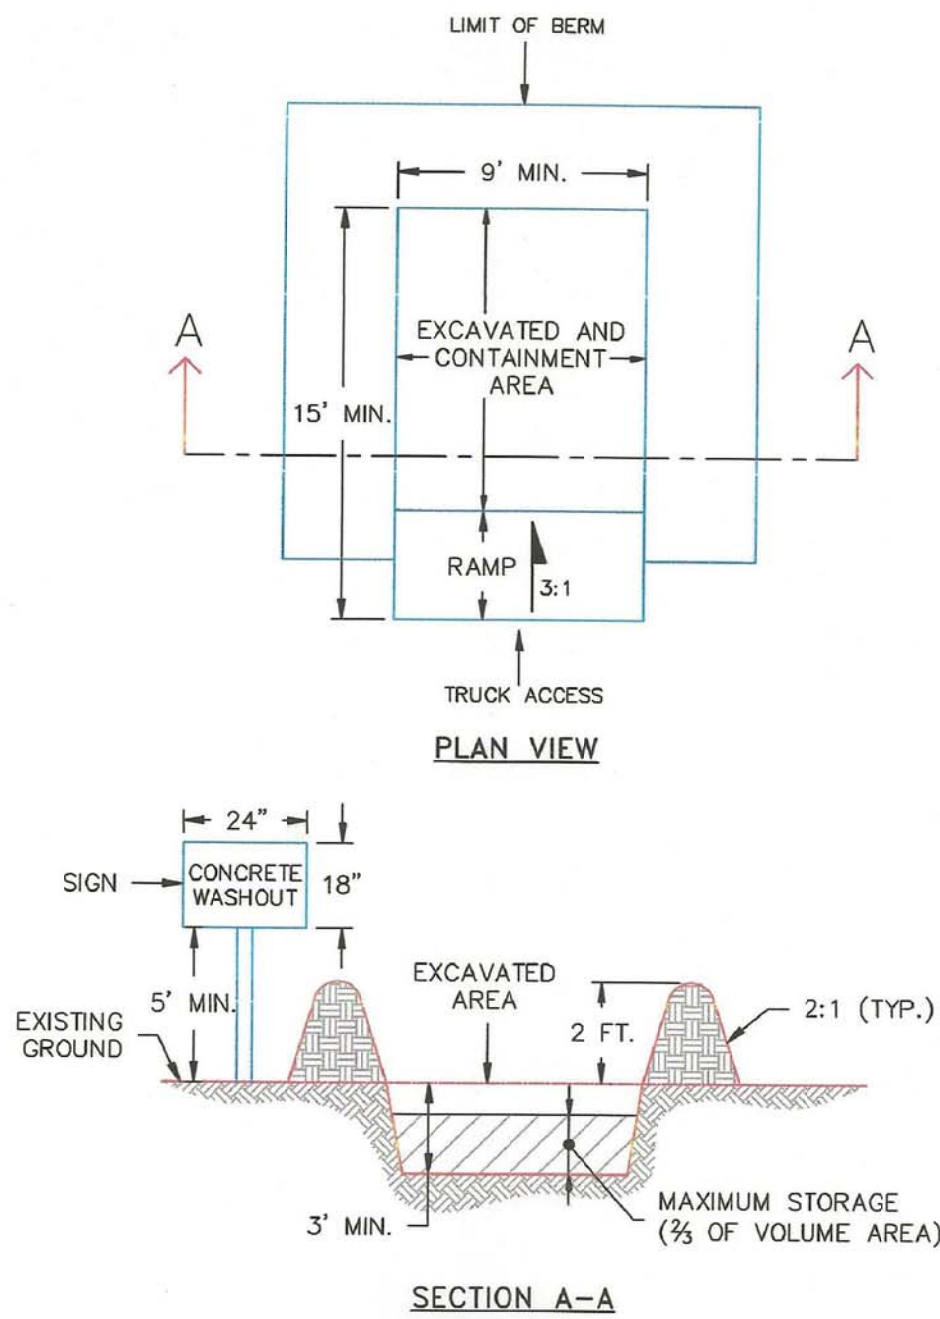 LIMIT OF BERM
9' MIN.
A
A
EXCAVATED AND
CONTAINMENT
AREA
15' MIN.
RAMP
3:1
TRUCK ACCESS
PLAN VIEW
24"
SIGN
CONCRETE
WASHOUT
18"
5' MIN.
EXCAVATED
AREA
2 FT.
2:1 (TYP.)
EXISTING
GROUND
3' MIN.
MAXIMUM STORAGE
(⅔ OF VOLUME AREA)
SECTION A-A